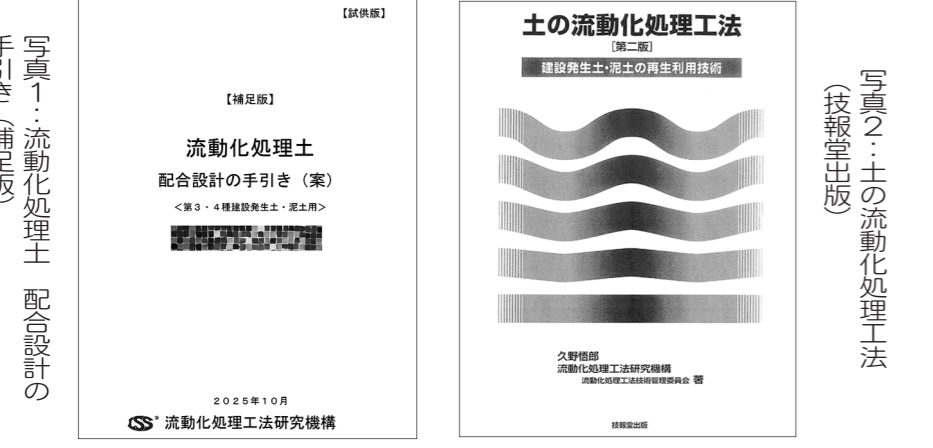 写真1：流動化処理土　配合設計の
手引き（補足版）
【試供版】
【補足版】
流動化処理土
配合設計の手引き（案）
＜第３・４種建設発生土・泥土用＞
２０２５年１０月
流動化処理工法研究機構
土の流動化処理工法
［第二版］
建設発生土・泥土の再生利用技術
久野悟郎
流動化処理工法研究機構
流動化処理工法技術管理委員会 著
技報堂出版
写真２：土の流動化処理工法
（技報堂出版）